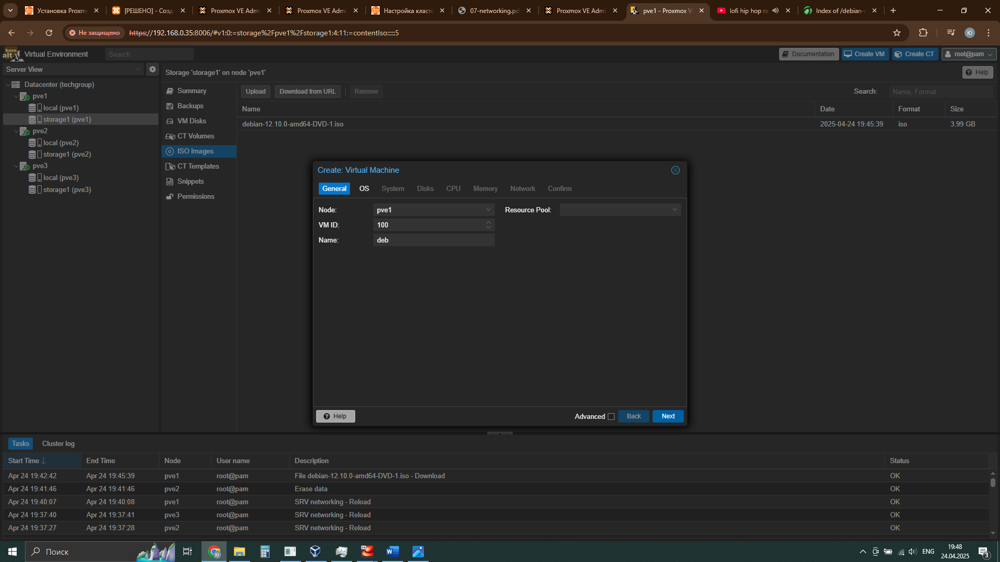 Установка Proxm
[РЕШЕНО] - Созд
Proxmox VE Admi
Proxmox VE Admi
Настройка класте
07-networking.pd
Proxmox VE Admi
pve1 - Proxmox V
lofi hip hop ra
Index of /debian-c
Не защищено
https://192.168.0.35:8006/#v1:0:=storage%2Fpve1%2Fstorage1:4:11:=contentIso:::::5
Ю
base alt
Virtual Environment
Search
Documentation
Create VM
Create CT
root@pam
Server View
Storage 'storage1' on node 'pve1'
Help
Datacenter (techgroup)
pve1
local (pve1)
storage1 (pve1)
pve2
local (pve2)
storage1 (pve2)
pve3
local (pve3)
storage1 (pve3)
Summary
Backups
VM Disks
CT Volumes
ISO Images
CT Templates
Snippets
Permissions
Upload
Download from URL
Remove
Search:
Name, Format
Name
Date
Format
Size
debian-12.10.0-amd64-DVD-1.iso
2025-04-24 19:45:39
iso
3.99 GB
Create: Virtual Machine
General
OS
System
Disks
CPU
Memory
Network
Confirm
Node:
pve1
Resource Pool:
VM ID:
100
Name:
deb
Help
Advanced
Back
Next
Tasks
Cluster log
Start Time
End Time
Node
User name
Description
Status
Apr 24 19:42:42
Apr 24 19:45:39
pve1
root@pam
File debian-12.10.0-amd64-DVD-1.iso - Download
OK
Apr 24 19:41:46
Apr 24 19:41:46
pve2
root@pam
Erase data
OK
Apr 24 19:40:07
Apr 24 19:40:08
pve1
root@pam
SRV networking - Reload
OK
Apr 24 19:37:40
Apr 24 19:37:41
pve3
root@pam
SRV networking - Reload
OK
Apr 24 19:37:27
Apr 24 19:37:28
pve2
root@pam
SRV networking - Reload
OK
Поиск
ENG
19:48
24.04.2025
3